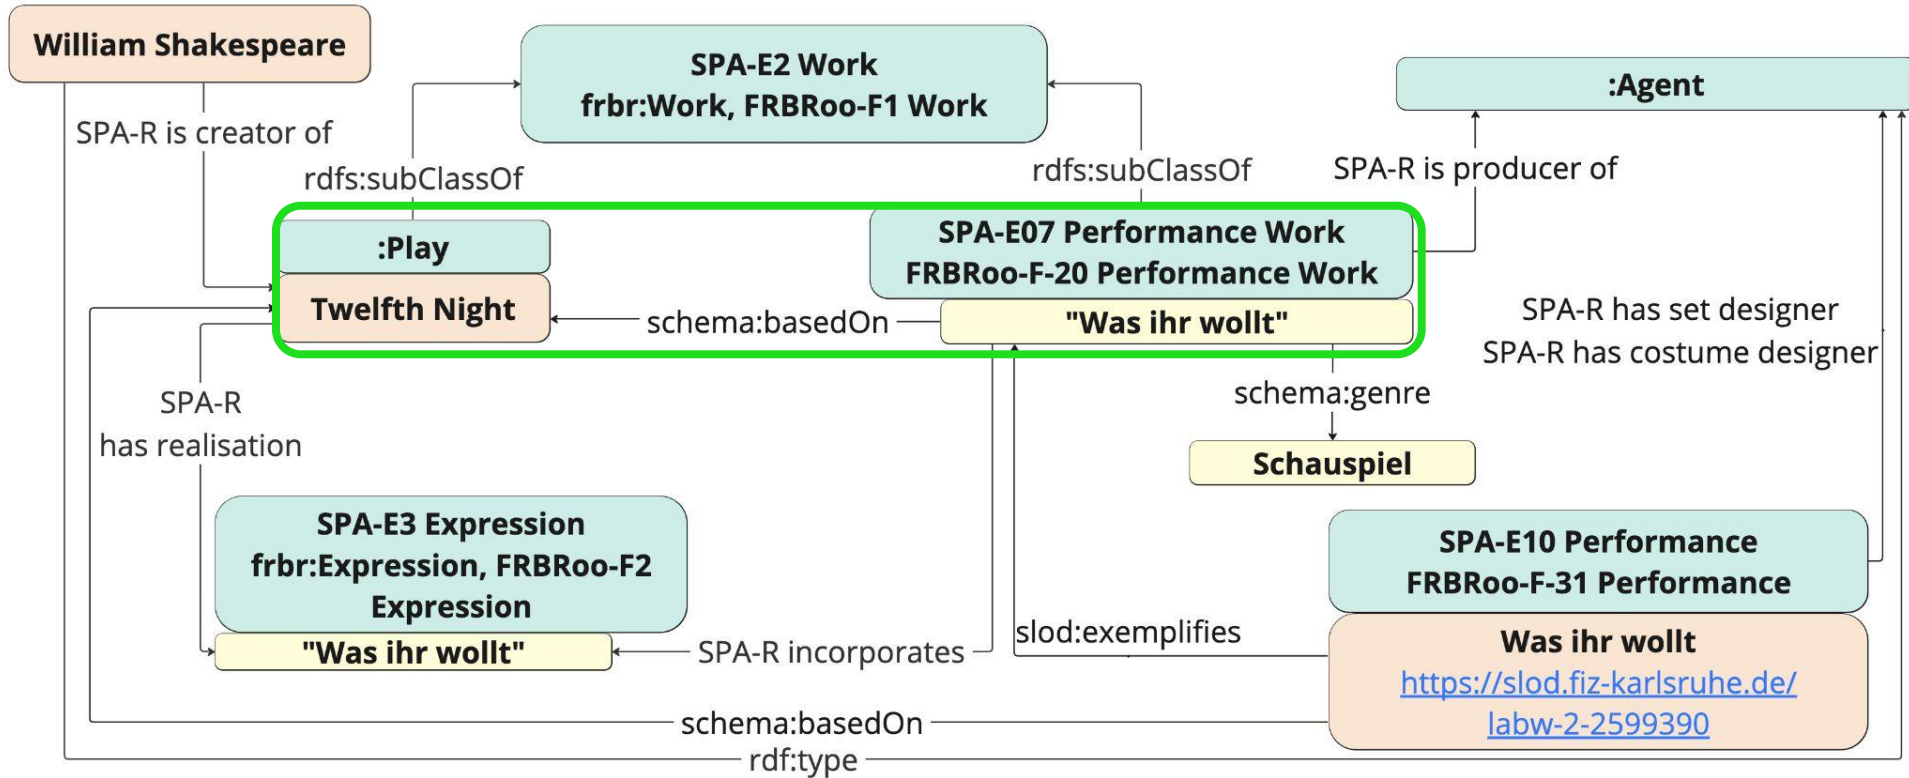 William Shakespeare
SPA-E2 Work
frbr:Work, FRBRoo-F1 Work
:Agent
SPA-R is creator of
rdfs:subClassOf
rdfs:subClassOf
SPA-R is producer of
:Play
Twelfth Night
SPA-E07 Performance Work
FRBRoo-F-20 Performance Work
"Was ihr wollt"
schema:basedOn
SPA-R has set designer
SPA-R has costume designer
schema:genre
Schauspiel
SPA-R
has realisation
SPA-E3 Expression
frbr:Expression, FRBRoo-F2
Expression
"Was ihr wollt"
SPA-R incorporates
slod:exemplifies
SPA-E10 Performance
FRBRoo-F-31 Performance
Was ihr wollt
https://slod.fiz-karlsruhe.de/
labw-2-2599390
schema:basedOn
rdf:type